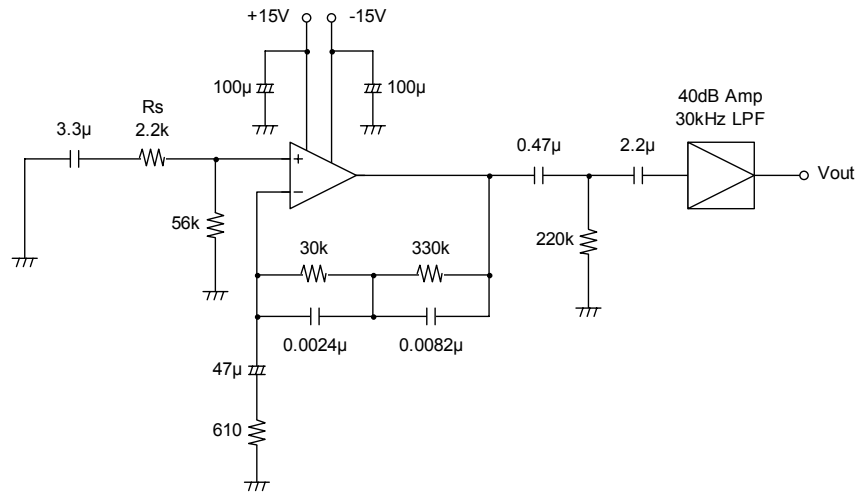 +15V
-15V
100µ
100µ
3.3µ
Rs
2.2k
+
−
56k
30k
330k
0.0024µ
0.0082µ
47µ
610
0.47µ
220k
2.2µ
40dB Amp
30kHz LPF
Vout